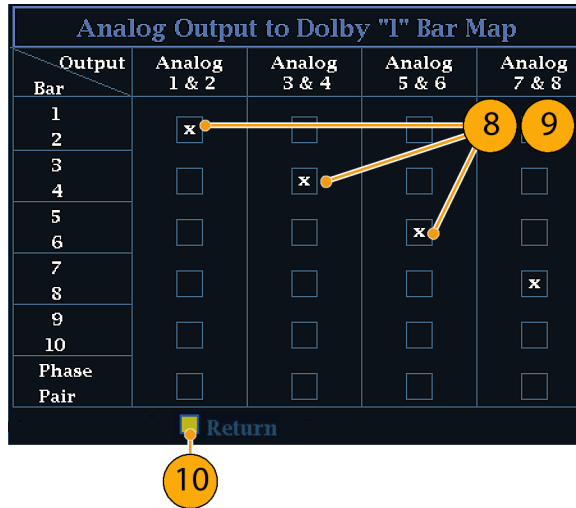 Analog Output to Dolby "1" Bar Map
Output Analog Analog Analog Analog
Bar 1 & 2 3 & 4 5 & 6 7 & 8
1
2 x 8 9
3
4 x
5
6 x
7
8 x
9
10
Phase
Pair
Return
10